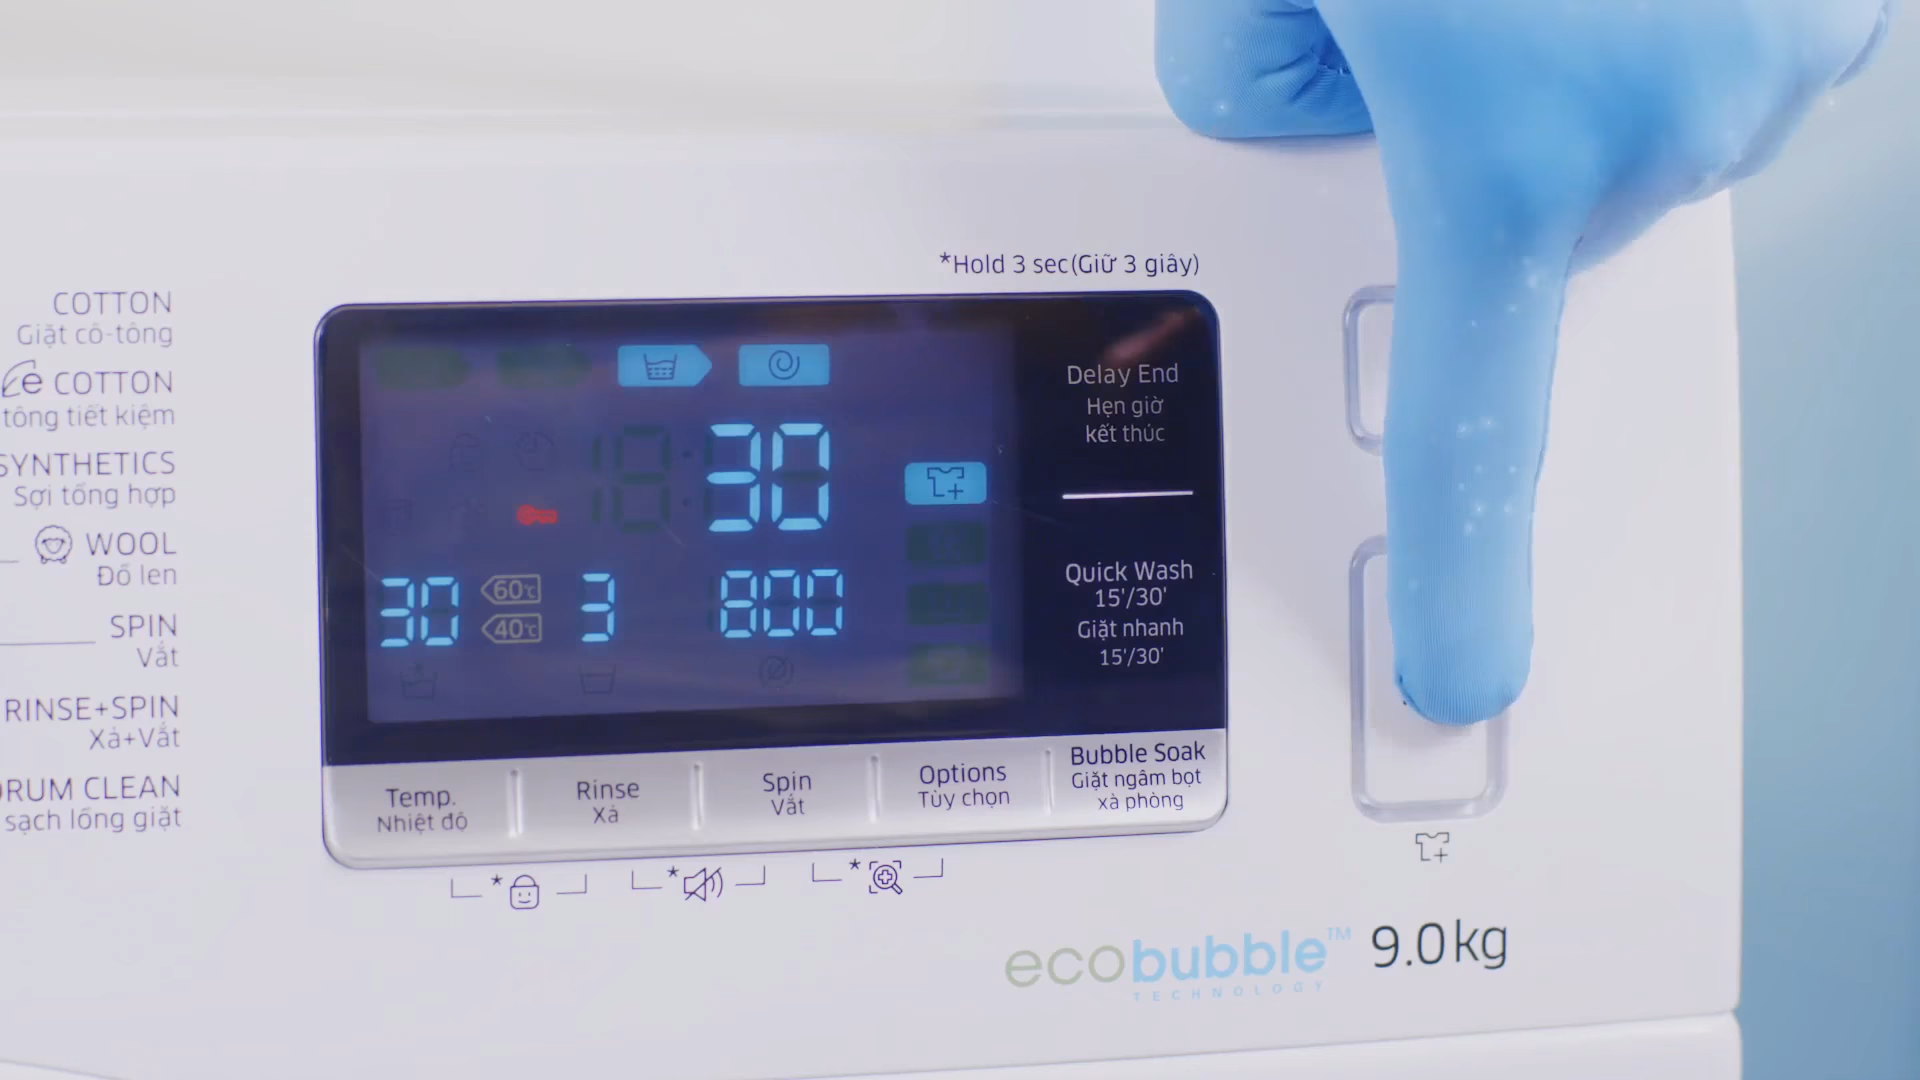 *Hold 3 sec(Giữ 3 giây)
COTTON
Giặt cô-tông
COTTON
tông tiết kiệm
SYNTHETICS
Sợi tổng hợp
WOOL
Đồ len
SPIN
Vắt
RINSE+SPIN
Xả+Vắt
DRUM CLEAN
sạch lồng giặt
30
30
60℃
40℃
3
800
Delay End
Hẹn giờ
kết thúc
Quick Wash
15'/30'
Giặt nhanh
15'/30'
Temp.
Nhiệt độ
Rinse
Xả
Spin
Vắt
Options
Tùy chọn
Bubble Soak
Giặt ngâm bọt
xà phòng
*
*
*
ecobubble™ 9.0kg
TECHNOLOGY